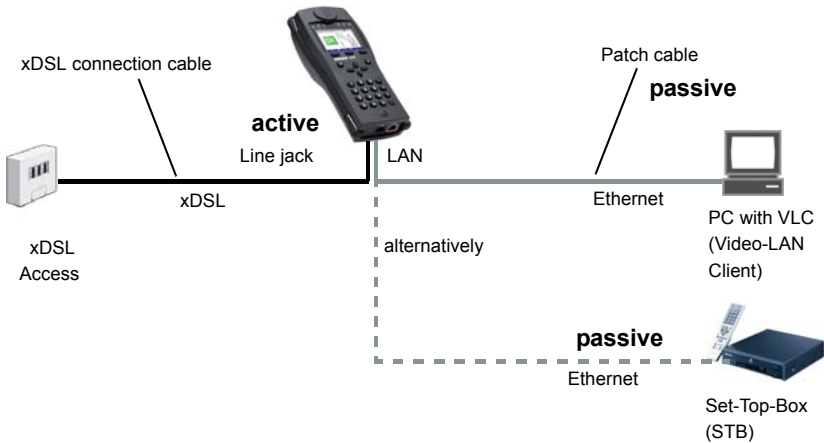 xDSL connection cable
Patch cable
passive
active
Line jack
LAN
xDSL
Ethernet
xDSL
Access
PC with VLC
(Video-LAN
Client)
alternatively
passive
Ethernet
Set-Top-Box
(STB)